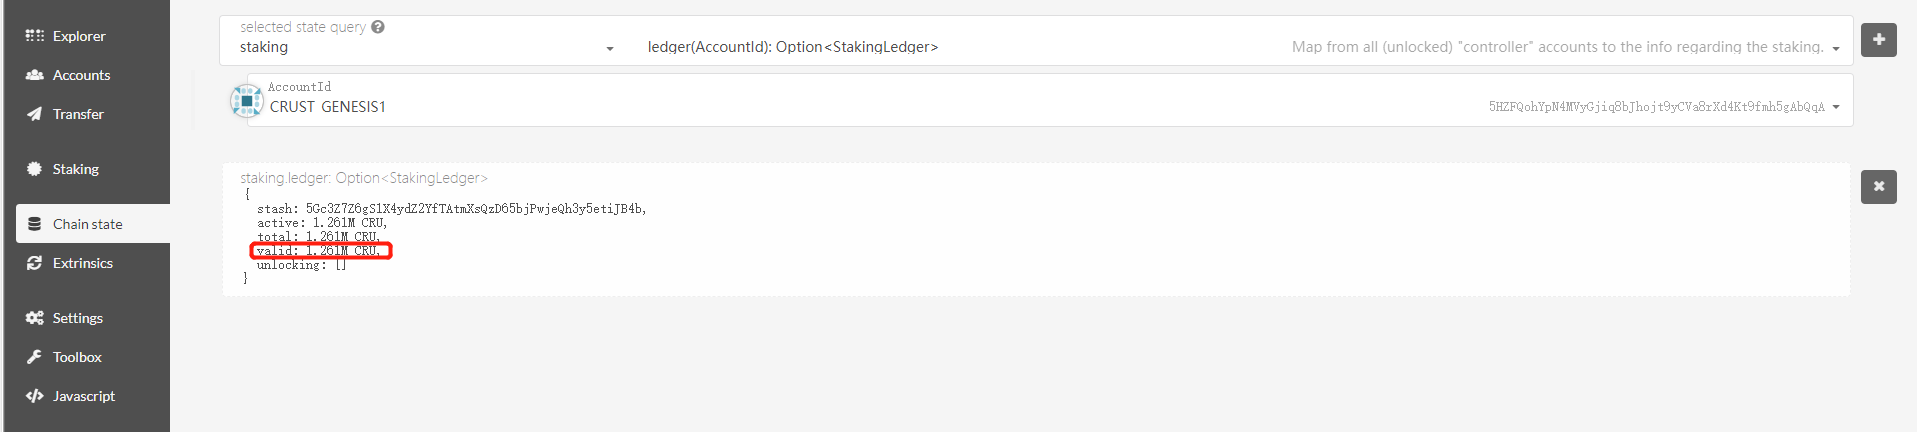 Explorer
Accounts
Transfer
Staking
Chain state
Extrinsics
Settings
Toolbox
Javascript
selected state query ?
staking
ledger(AccountId): Option<StakingLedger>
Map from all (unlocked) "controller" accounts to the info regarding the staking.
AccountId
CRUST GENESIS1
5HZFQohYpN4MVyGjiq8bJhojt9yCVa8rXd4Kt9fmh5gAbQqA
staking.ledger: Option<StakingLedger>
{
stash: 5Gc3Z7Z6gS1X4ydZ2YfTAtmXsQzD65bjPwjeQh3y5etiJB4b,
active: 1.261M CRU,
total: 1.261M CRU,
valid: 1.261M CRU,
unlocking: []
}